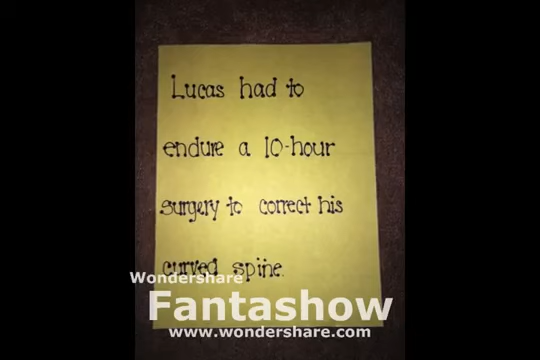 Lucas had to
endure a 10-hour
surgery to correct his
curved spine.
Wondershare
Fantashow
www.wondershare.com